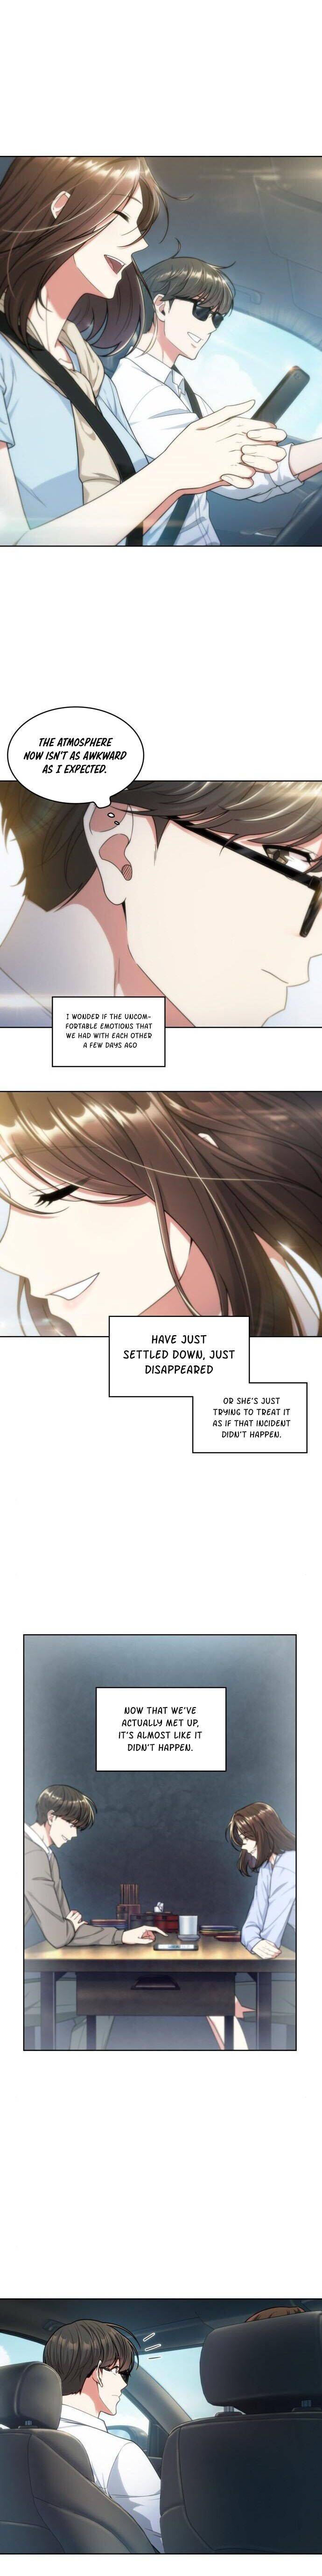 THE ATMOSPHERE
NOW ISN'T AS AWKWARD
AS I EXPECTED.
I WONDER IF THE UNCOM-
FORTABLE EMOTIONS THAT
WE HAD WITH EACH OTHER
A FEW DAYS AGO
HAVE JUST
SETTLED DOWN, JUST
DISAPPEARED
OR SHE'S JUST
TRYING TO TREAT IT
AS IF THAT INCIDENT
DIDN'T HAPPEN.
NOW THAT WE'VE
ACTUALLY MET UP,
IT'S ALMOST LIKE IT
DIDN'T HAPPEN.